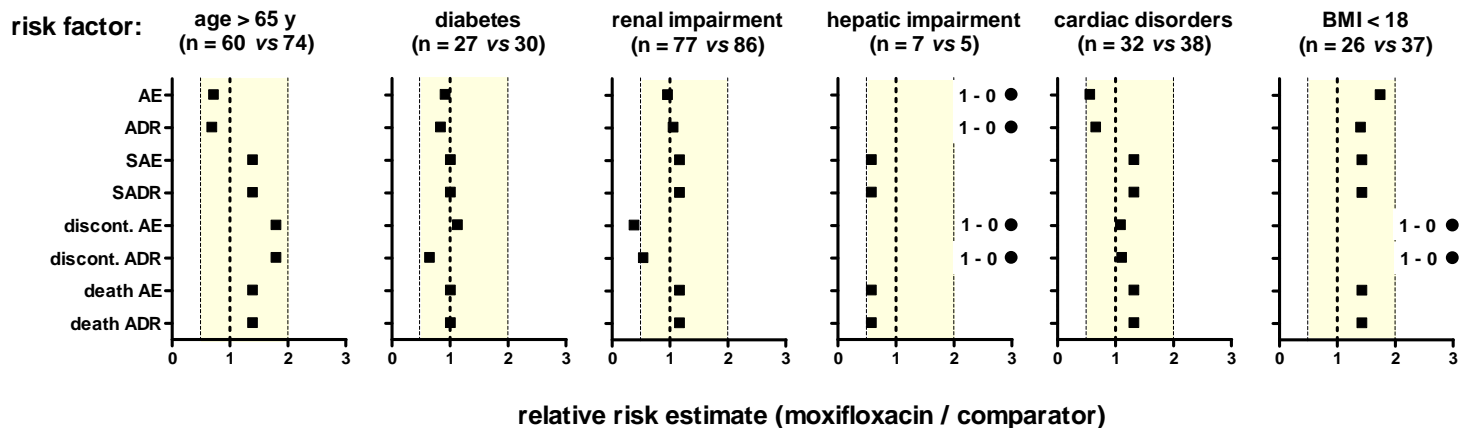 risk factor:
age > 65 y
(n = 60 vs 74)
diabetes
(n = 27 vs 30)
renal impairment
(n = 77 vs 86)
hepatic impairment
(n = 7 vs 5)
cardiac disorders
(n = 32 vs 38)
BMI < 18
(n = 26 vs 37)
AE
1 - 0
ADR
1 - 0
SAE
SADR
discont. AE
1 - 0
1 - 0
discont. ADR
1 - 0
1 - 0
death AE
death ADR
0 1 2 3
0 1 2 3
0 1 2 3
0 1 2 3
0 1 2 3
0 1 2 3
relative risk estimate (moxifloxacin / comparator)